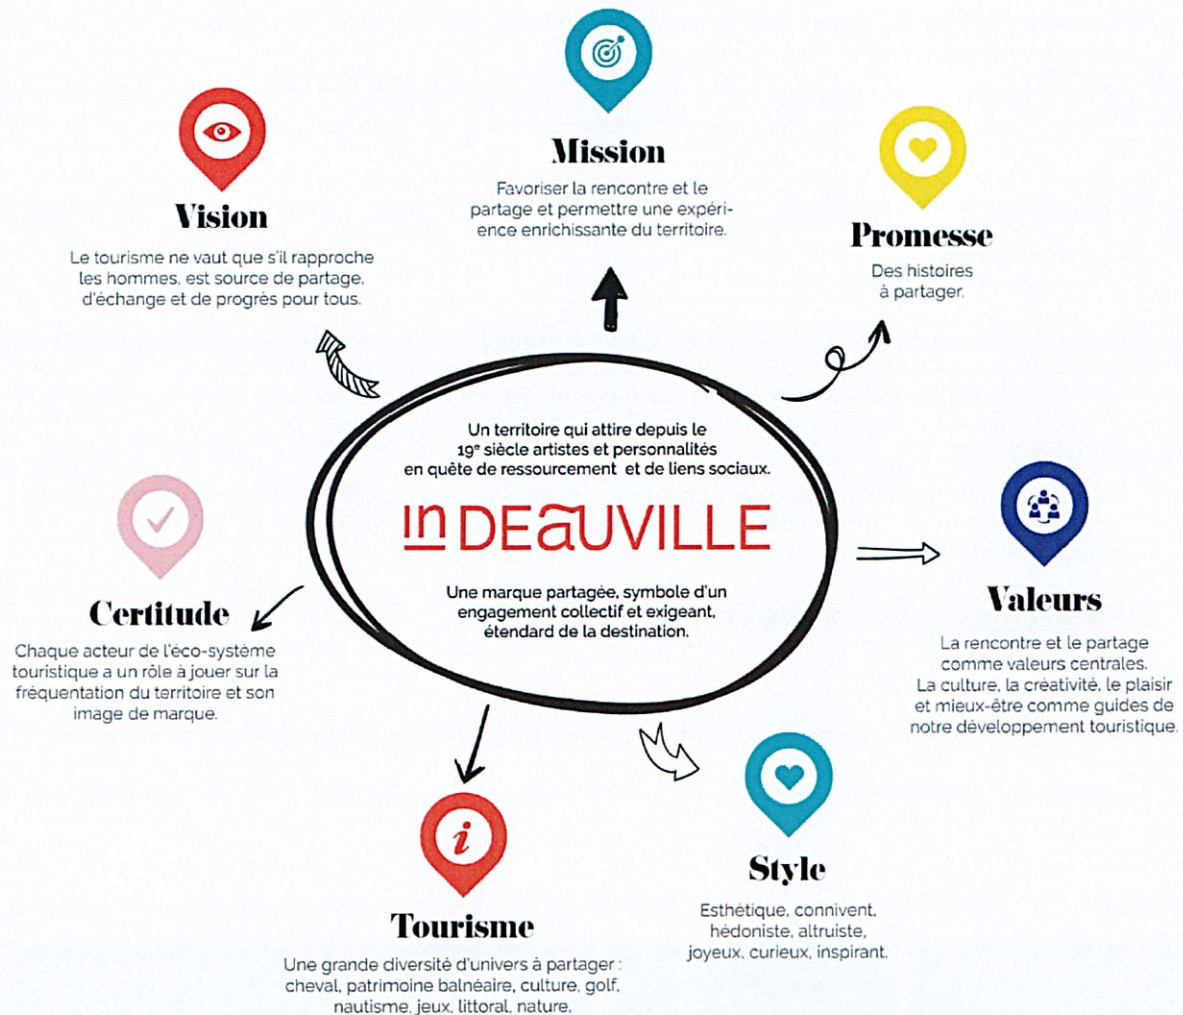 Mission
Favoriser la rencontre et le
partage et permettre une expéri-
ence enrichissante du territoire.
Vision
Le tourisme ne vaut que s'il rapproche
les hommes, est source de partage,
d'échange et de progrès pour tous.
Promesse
Des histoires
à partager.
Un territoire qui attire depuis le
19e siècle artistes et personnalités
en quête de ressourcement et de liens sociaux.
in DEaUVILLE
Une marque partagée, symbole d'un
engagement collectif et exigeant,
étendard de la destination.
Certitude
Chaque acteur de l'éco-système
touristique a un rôle à jouer sur la
fréquentation du territoire et son
image de marque.
Valeurs
La rencontre et le partage
comme valeurs centrales.
La culture, la créativité, le plaisir
et mieux-être comme guides de
notre développement touristique.
i
Tourisme
Une grande diversité d'univers à partager :
cheval, patrimoine balnéaire, culture, golf,
nautisme, jeux, littoral, nature.
Style
Esthétique, connivent,
hédoniste, altruiste,
joyeux, curieux, inspirant.